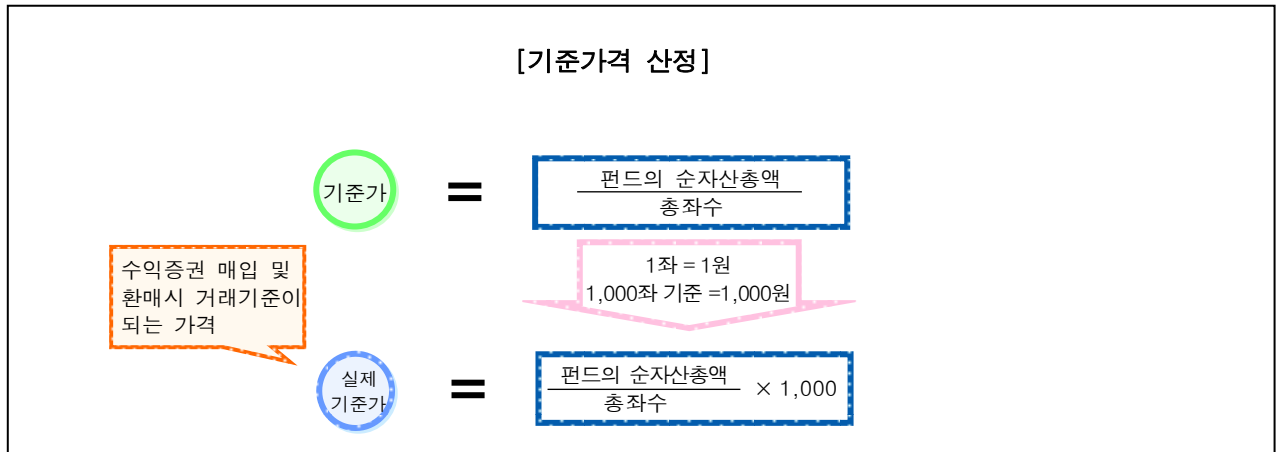 [기준가격 산정]
기준가
=
펀드의 순자산총액
총좌수
1좌 = 1원
1,000좌 기준 =1,000원
수익증권 매입 및
환매시 거래기준이
되는 가격
실제
기준가
=
펀드의 순자산총액
총좌수
× 1,000